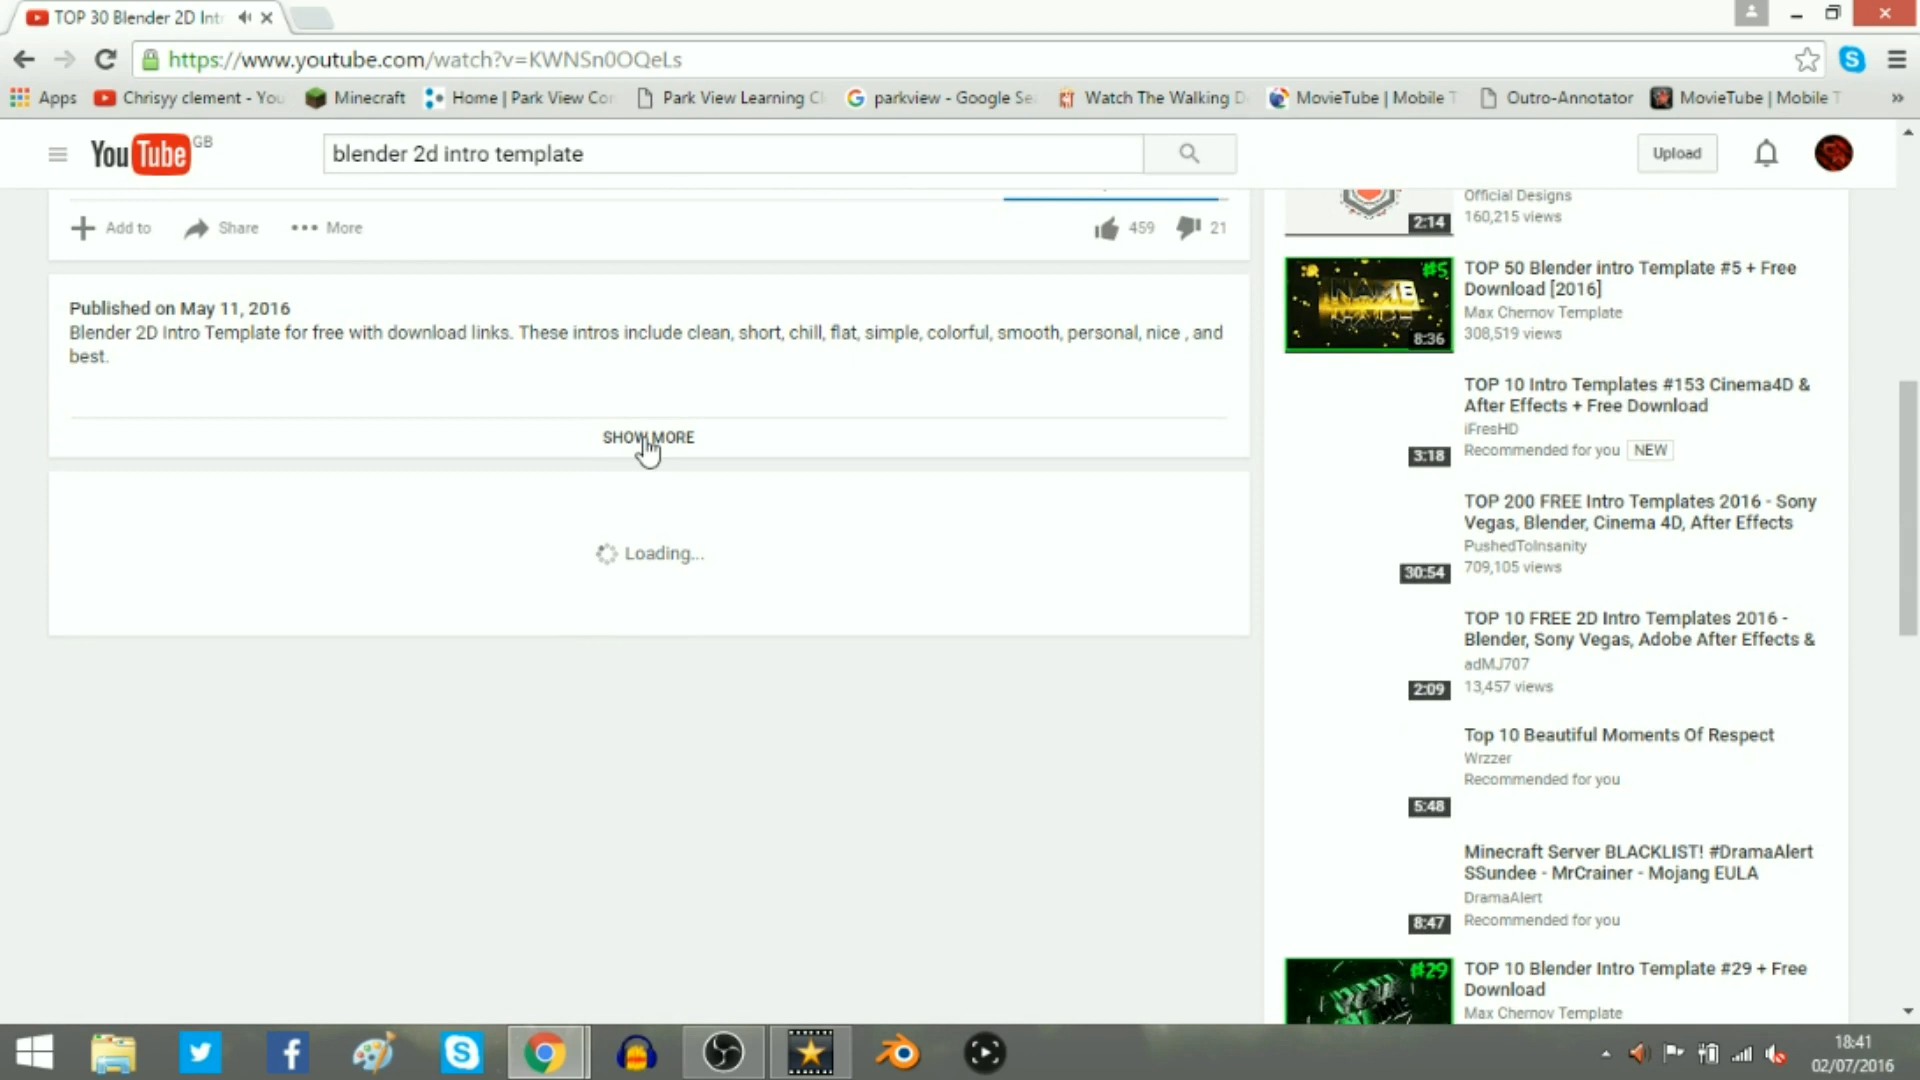 TOP 30 Blender 2D Int
https://www.youtube.com/watch?v=KWNSn0OQeLs
Apps Chrisyy clement - You Minecraft Home | Park View Cor Park View Learning C parkview - Google Se Watch The Walking D MovieTube | Mobile T Outro-Annotator MovieTube | Mobile T »
YouTube GB
blender 2d intro template
Upload
Add to Share More
459 21
Published on May 11, 2016
Blender 2D Intro Template for free with download links. These intros include clean, short, chill, flat, simple, colorful, smooth, personal, nice , and
best.
SHOW MORE
Loading...
Official Designs
160,215 views
2:14
#5
NAME
8:36
TOP 50 Blender intro Template #5 + Free
Download [2016]
Max Chernov Template
308,519 views
TOP 10 Intro Templates #153 Cinema4D &
After Effects + Free Download
iFresHD
Recommended for you NEW
3:18
TOP 200 FREE Intro Templates 2016 - Sony
Vegas, Blender, Cinema 4D, After Effects
PushedToInsanity
709,105 views
30:54
TOP 10 FREE 2D Intro Templates 2016 -
Blender, Sony Vegas, Adobe After Effects &
adMJ707
13,457 views
2:09
Top 10 Beautiful Moments Of Respect
Wrzzer
Recommended for you
5:48
Minecraft Server BLACKLIST! #DramaAlert
SSundee - MrCrainer - Mojang EULA
DramaAlert
Recommended for you
8:47
#29
TOP 10 Blender Intro Template #29 + Free
Download
Max Chernov Template
18:41
02/07/2016